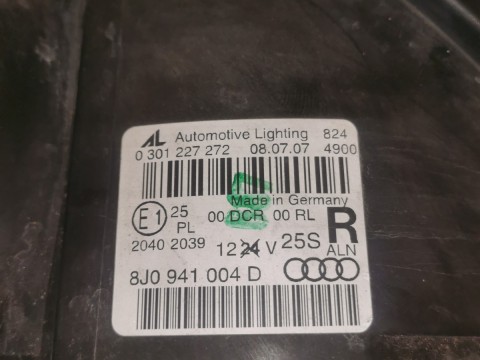 AL Automotive Lighting 824
0 301 227 272 08.07.07 4900
Made in Germany
E1 25 00 DCR 00 RL R
PL
2040 2039 12 24 V 25S ALN
8J0 941 004 D